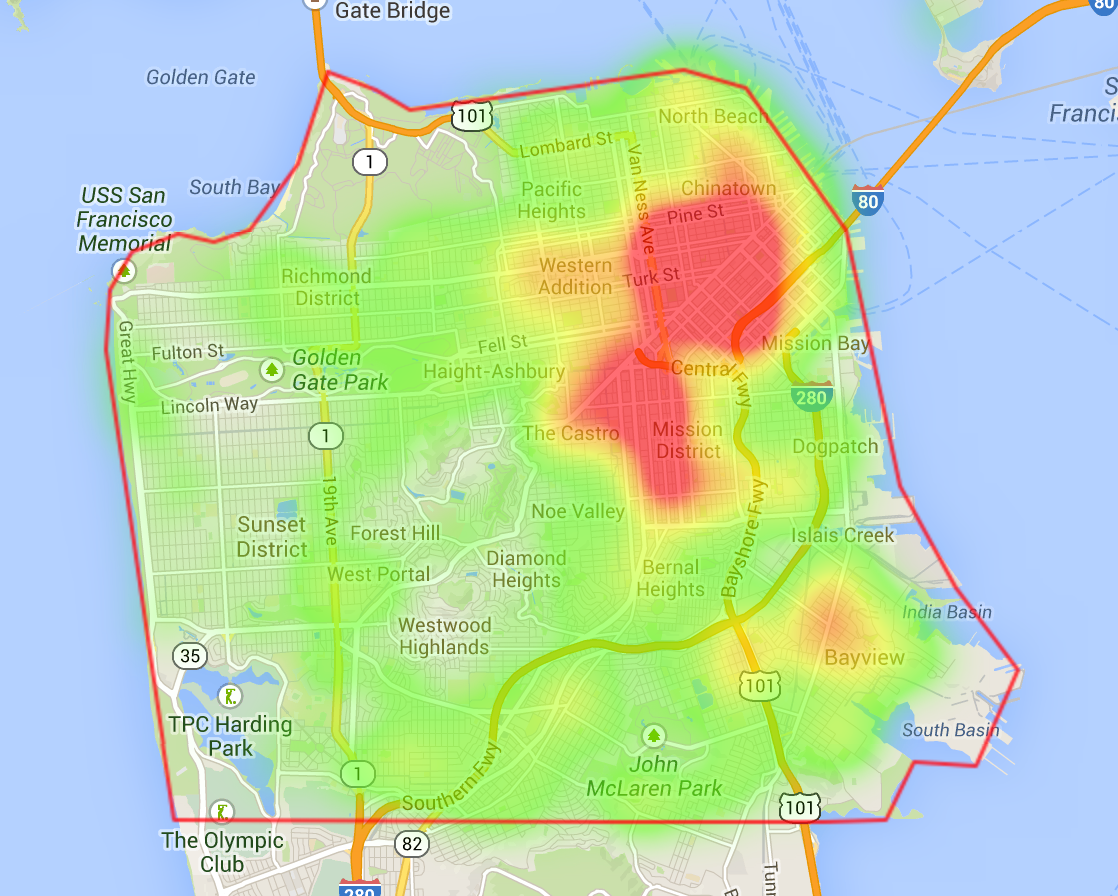 Gate Bridge
80
Golden Gate
S
Franci
101
North Beach
Lombard St
1
Van Ness Ave
South Bay
USS San
Francisco
Memorial
Pacific
Heights
Chinatown
Pine St
80
Richmond
District
Western
Addition
Turk St
Great Hwy
Fulton St
Golden
Gate Park
Fell St
Haight-Ashbury
Central
Fwy
Mission Bay
280
Lincoln Way
1
The Castro
Mission
District
Dogpatch
19th Ave
Noe Valley
Bayshore Fwy
Sunset
District
Forest Hill
Islais Creek
West Portal
Diamond
Heights
Bernal
Heights
India Basin
Westwood
Highlands
35
Bayview
101
TPC Harding
Park
South Basin
John
McLaren Park
1
Southern Fwy
101
The Olympic
Club
82
280
Tunn